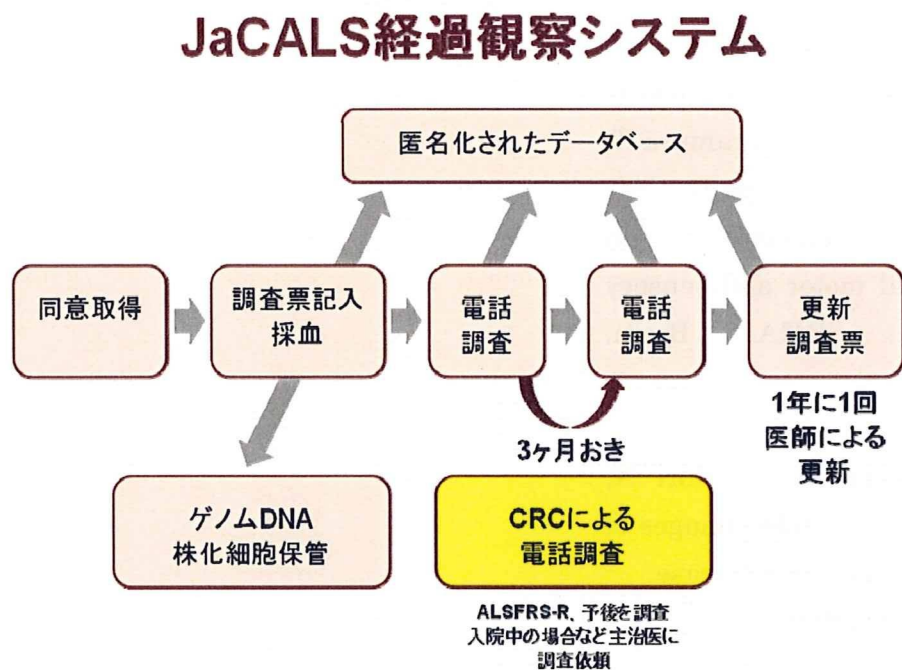 JaCALS経過観察システム
匿名化されたデータベース
同意取得
調査票記入
採血
電話
調査
電話
調査
更新
調査票
3ヶ月おき
1年に1回
医師による
更新
ゲノムDNA
株化細胞保管
CRCによる
電話調査
ALSFRS-R、予後を調査
入院中の場合など主治医に
調査依頼